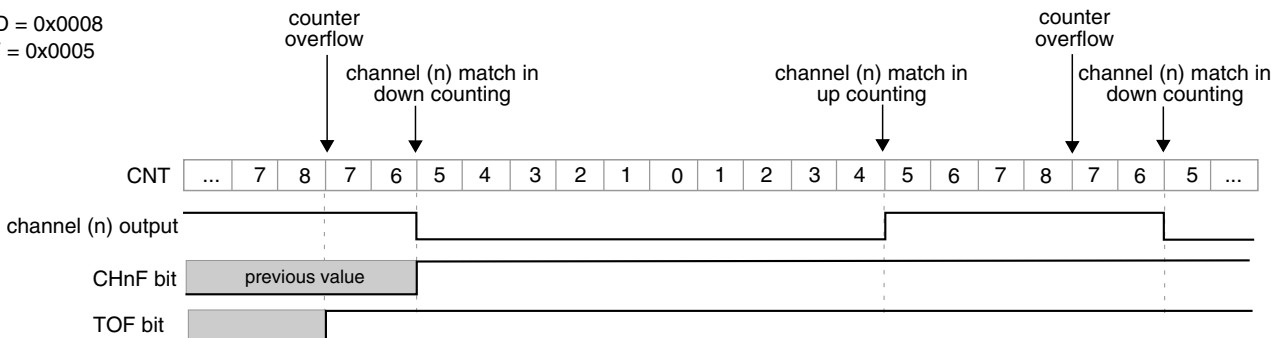 D = 0x0008
= 0x0005
counter
overflow
channel (n) match in
down counting
channel (n) match in
up counting
counter
overflow
channel (n) match in
down counting
CNT ... 7 8 7 6 5 4 3 2 1 0 1 2 3 4 5 6 7 8 7 6 5 ...
channel (n) output
CHnF bit previous value
TOF bit